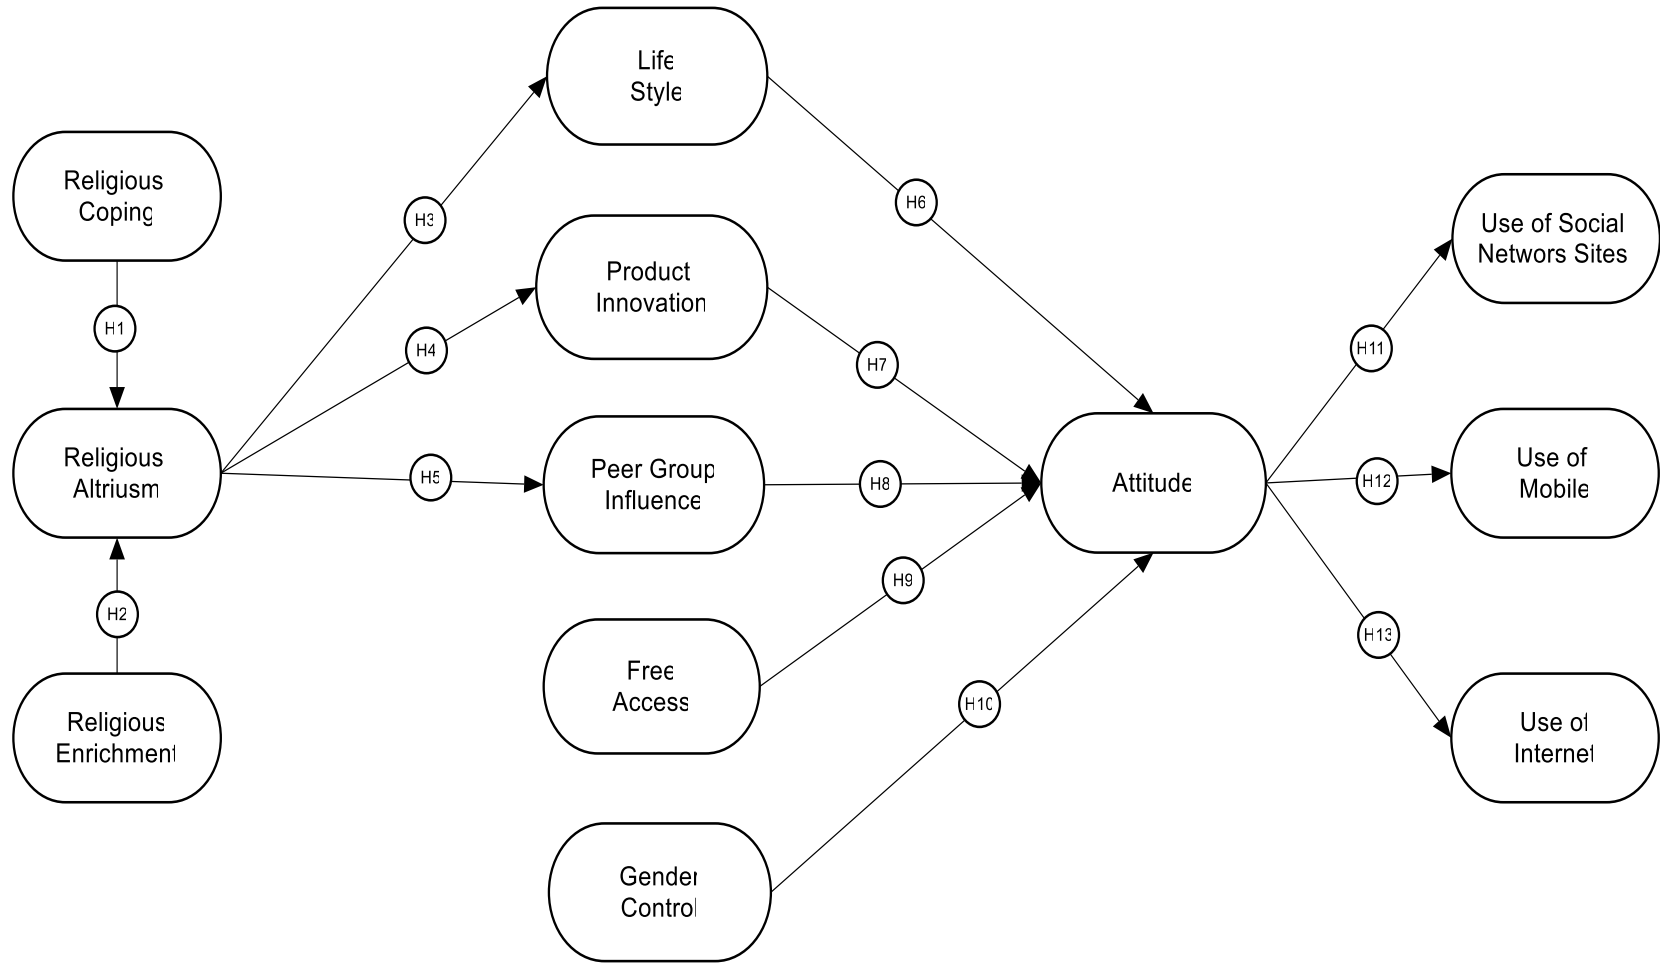 Life
Style
Religious
Coping
H3
H6
Use of Social
Networs Sites
Product
Innovation
H1
H4
H7
H11
Religious
Altriusm
H5
Peer Group
Influence
H8
Attitude
H12
Use of
Mobile
H2
H9
Free
Access
H10
H13
Religious
Enrichment
Use of
Internet
Gender
Control